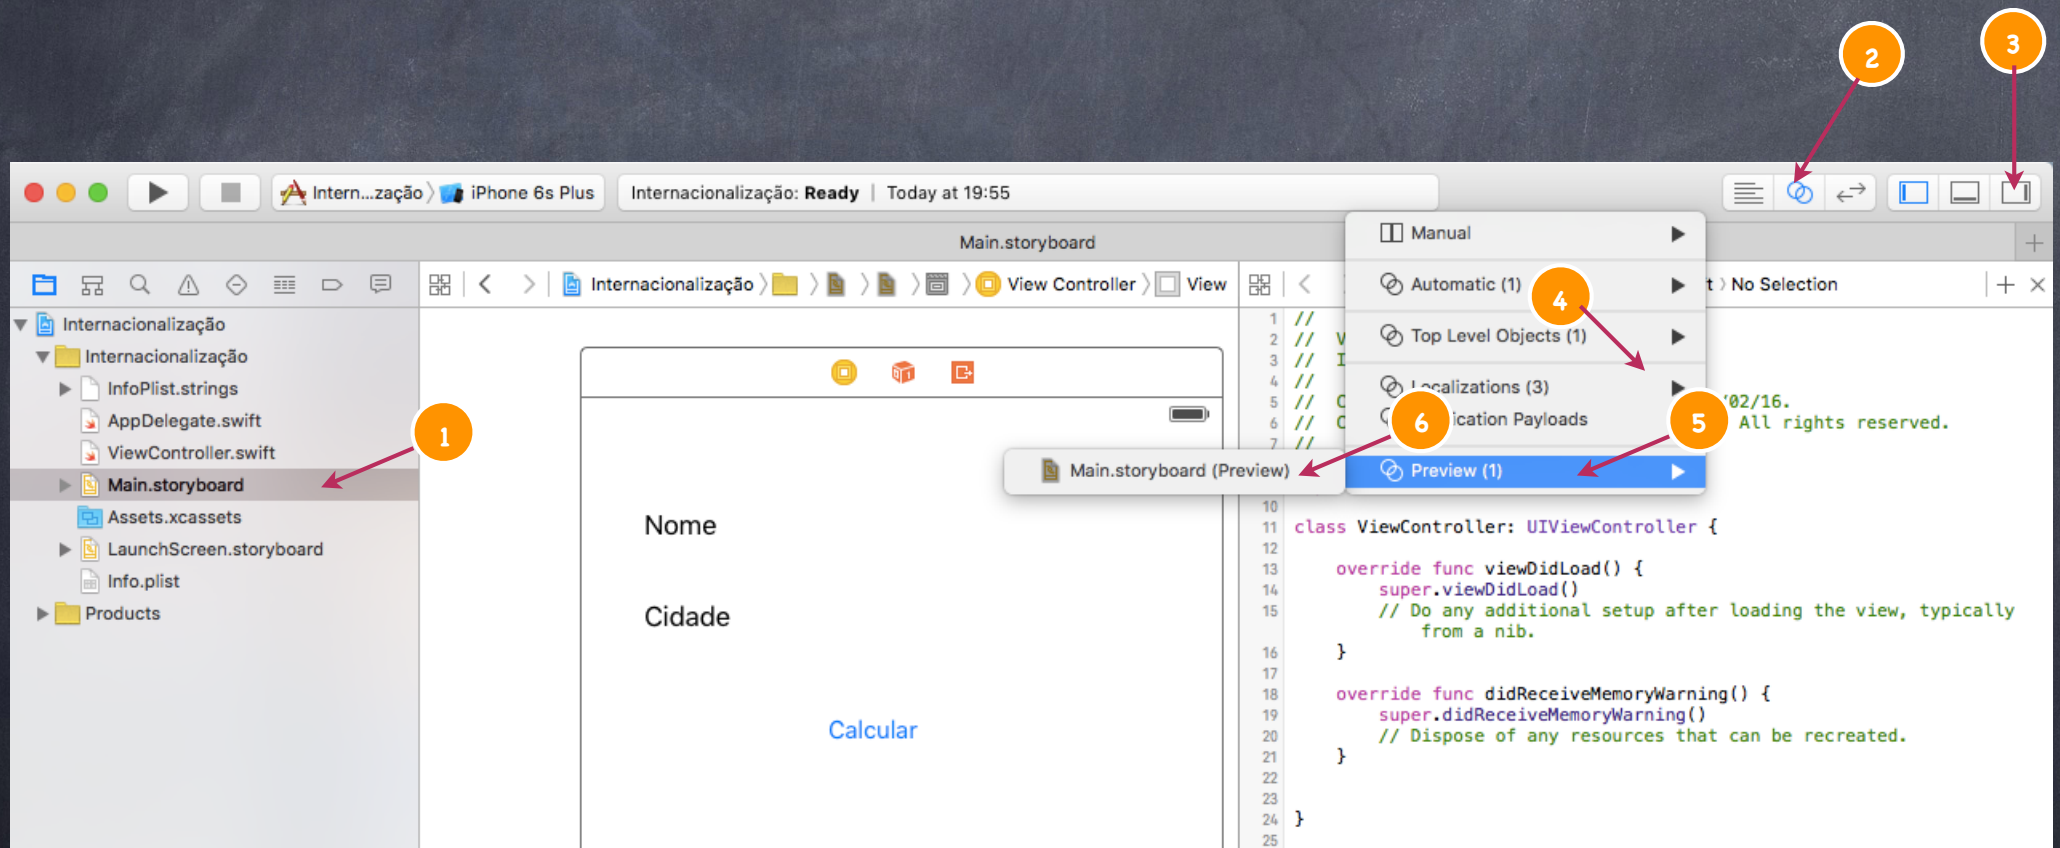 2
3
Intern...zação
iPhone 6s Plus
Internacionalização: Ready | Today at 19:55
Main.storyboard
Internacionalização
View Controller
View
No Selection
Manual
Automatic (1)
4
Top Level Objects (1)
Localizations (3)
ication Payloads
Preview (1)
5
6
Main.storyboard (Preview)
Internacionalização
Internacionalização
InfoPlist.strings
AppDelegate.swift
1
ViewController.swift
Main.storyboard
Assets.xcassets
LaunchScreen.storyboard
Info.plist
Products
Nome
Cidade
Calcular
1 //
2 // V
3 // I
4 //
5 // C /02/16.
6 // C All rights reserved.
7 //
10
11 class ViewController: UIViewController {
12
13 override func viewDidLoad() {
14 super.viewDidLoad()
15 // Do any additional setup after loading the view, typically
from a nib.
16 }
17
18 override func didReceiveMemoryWarning() {
19 super.didReceiveMemoryWarning()
20 // Dispose of any resources that can be recreated.
21 }
22
23
24 }
25